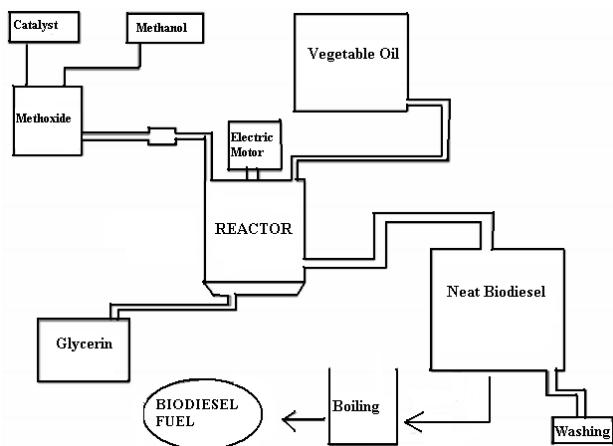 Catalyst
Methanol
Vegetable Oil
Methoxide
Electric
Motor
REACTOR
Neat Biodiesel
Glycerin
BIODIESEL
FUEL
Boiling
Washing